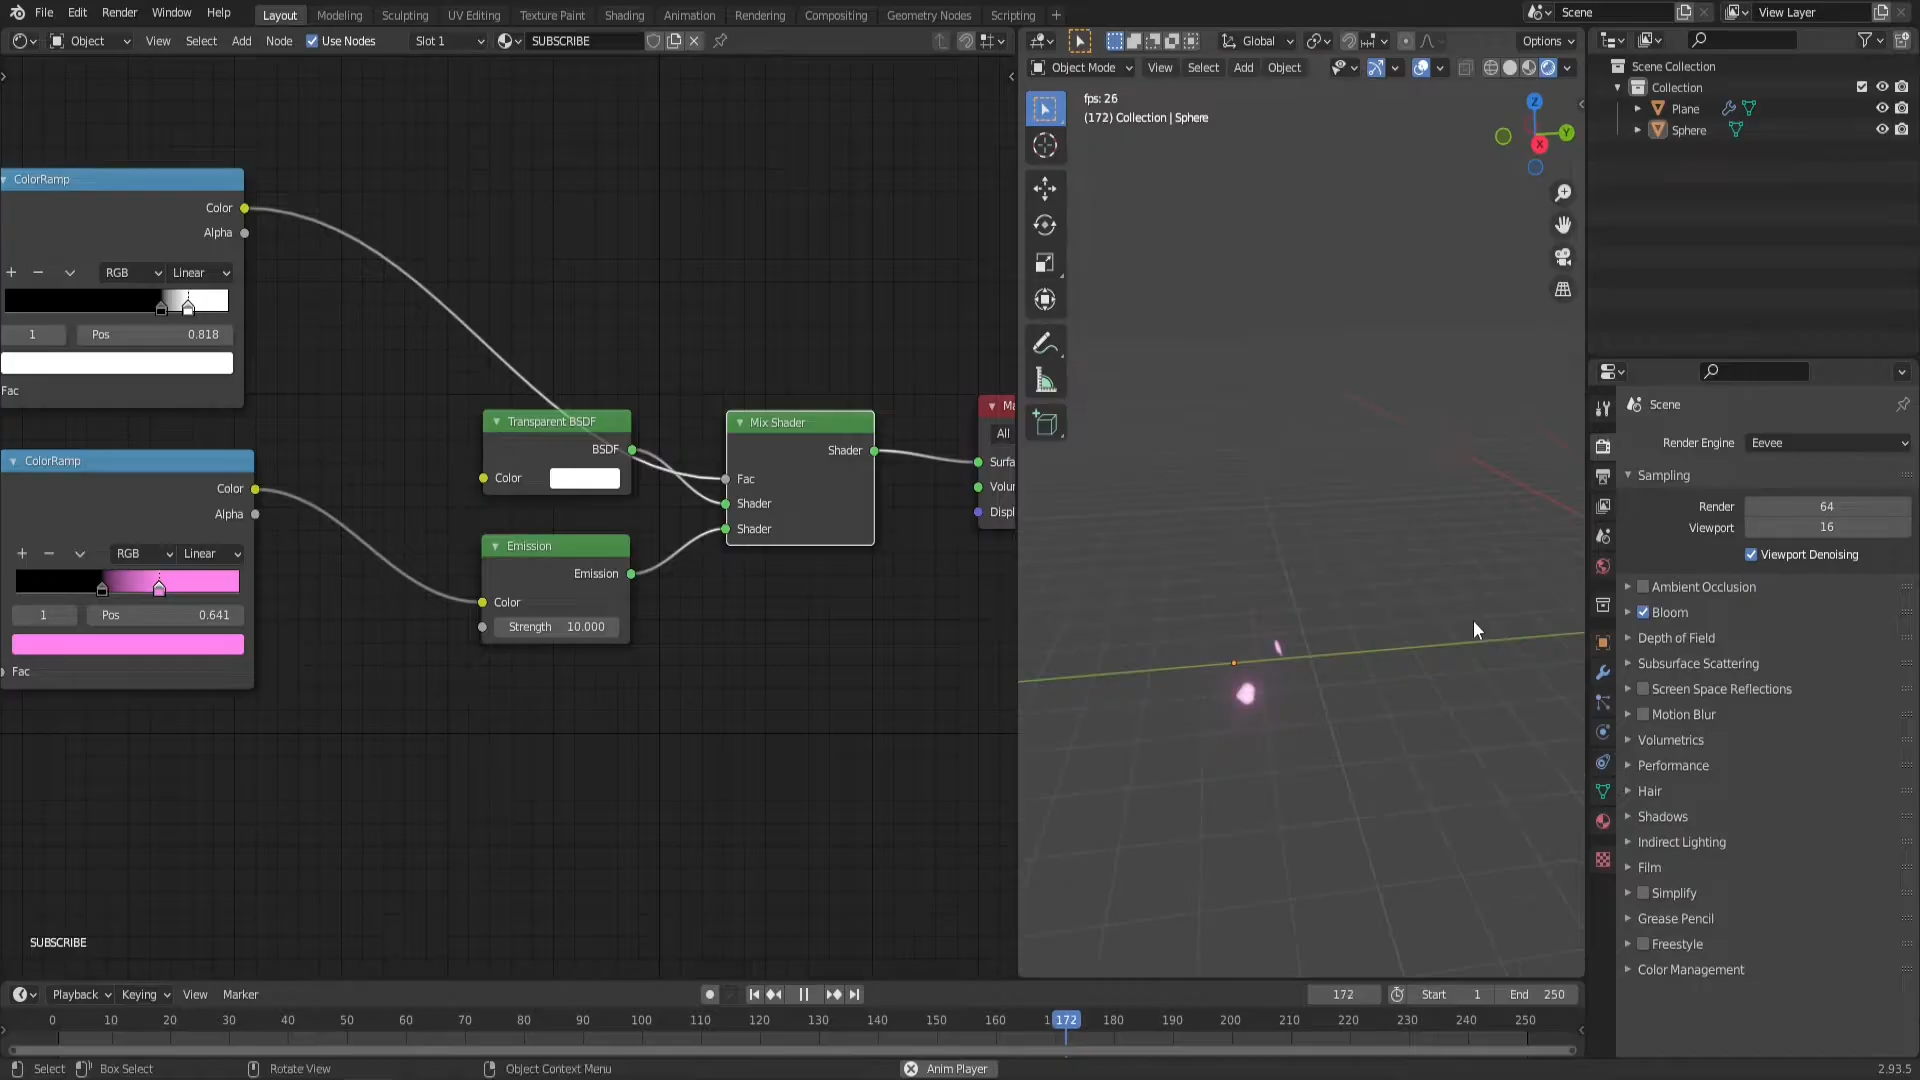 File Edit Render Window Help Layout Modeling Sculpting UV Editing Texture Paint Shading Animation Rendering Compositing Geometry Nodes Scripting + Scene View Layer
Object View Select Add Node Use Nodes Slot 1 SUBSCRIBE Global Options
Object Mode View Select Add Object
Scene Collection
Collection
Plane
Sphere
fps: 26
(172) Collection | Sphere
Z
Y
X
ColorRamp
Color
Alpha
RGB Linear
1 Pos 0.818
Fac
ColorRamp
Color
Alpha
RGB Linear
1 Pos 0.641
Fac
Transparent BSDF
BSDF
Color
Emission
Emission
Color
Strength 10.000
Mix Shader
Shader
Fac
Shader
Shader
Ma
All
Surfa
Volur
Displ
Scene
Render Engine Eevee
Sampling
Render 64
Viewport 16
Viewport Denoising
Ambient Occlusion
Bloom
Depth of Field
Subsurface Scattering
Screen Space Reflections
Motion Blur
Volumetrics
Performance
Hair
Shadows
Indirect Lighting
Film
Simplify
Grease Pencil
Freestyle
Color Management
SUBSCRIBE
Playback Keying View Marker 172 Start 1 End 250
0 10 20 30 40 50 60 70 80 90 100 110 120 130 140 150 160 1 172 180 190 200 210 220 230 240 250
Select Box Select Rotate View Object Context Menu Anim Player 2.93.5